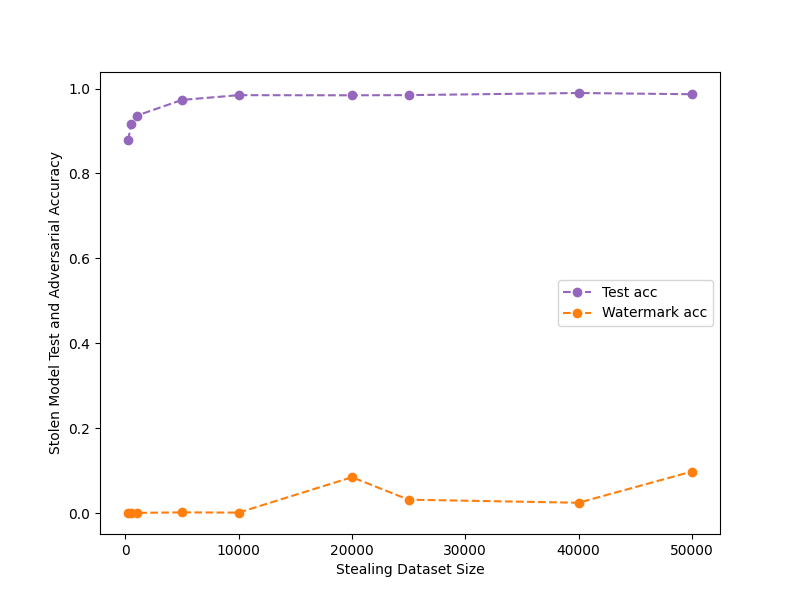 1.0
0.8
0.6
0.4
0.2
0.0
Stolen Model Test and Adversarial Accuracy
Test acc
Watermark acc
0 10000 20000 30000 40000 50000
Stealing Dataset Size